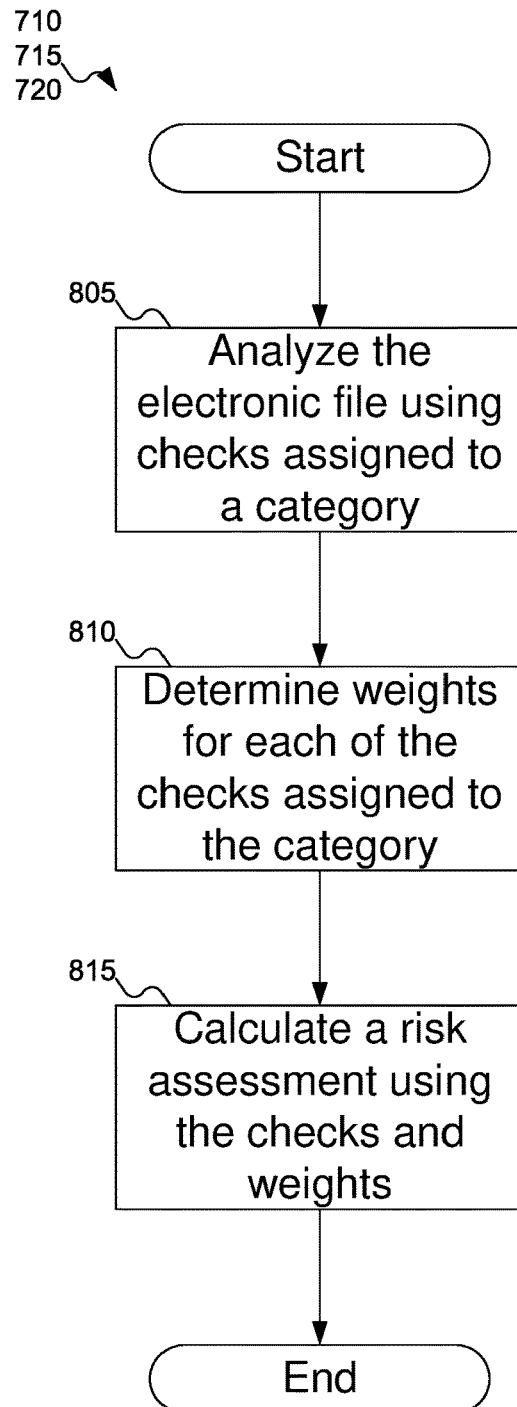 710
715
720
Start
805
Analyze the
electronic file using
checks assigned to
a category
810
Determine weights
for each of the
checks assigned to
the category
815
Calculate a risk
assessment using
the checks and
weights
End